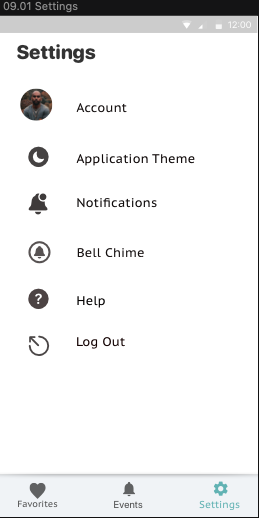 09.01 Settings
12:00
Settings
Account
Application Theme
Notifications
Bell Chime
?
Help
Log Out
Favorites Events Settings